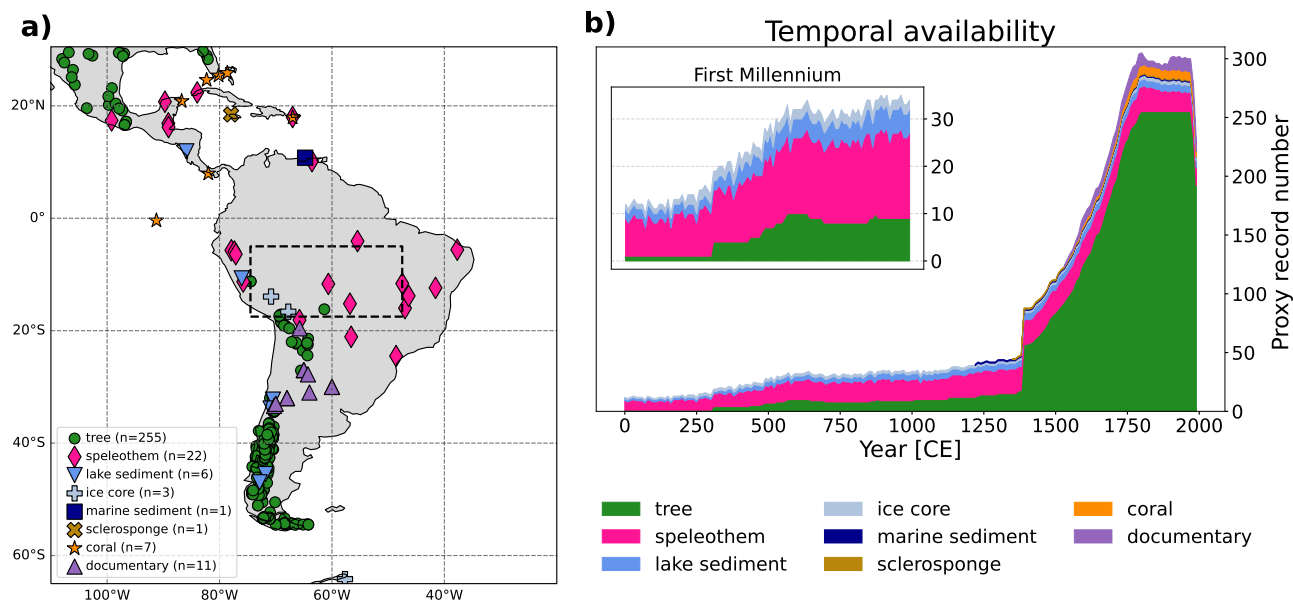 a)
20°N
0°
20°S
40°S
60°S
100°W 80°W 60°W 40°W
tree (n=255)
speleothem (n=22)
lake sediment (n=6)
ice core (n=3)
marine sediment (n=1)
sclerosponge (n=1)
coral (n=7)
documentary (n=11)
b)
Temporal availability
First Millennium
30
20
10
0
300
250
200
150
100
50
0
Proxy record number
0 250 500 750 1000 1250 1500 1750 2000
Year [CE]
tree
speleothem
lake sediment
ice core
marine sediment
sclerosponge
coral
documentary